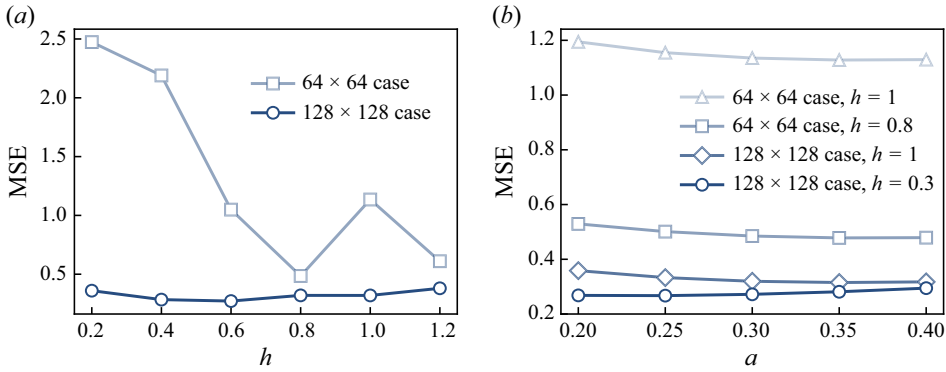 (a)
2.5
2.0
1.5
1.0
0.5
MSE
64 × 64 case
128 × 128 case
0.2 0.4 0.6 0.8 1.0 1.2
h
(b)
1.2
1.0
0.8
0.6
0.4
0.2
MSE
64 × 64 case, h = 1
64 × 64 case, h = 0.8
128 × 128 case, h = 1
128 × 128 case, h = 0.3
0.20 0.25 0.30 0.35 0.40
a